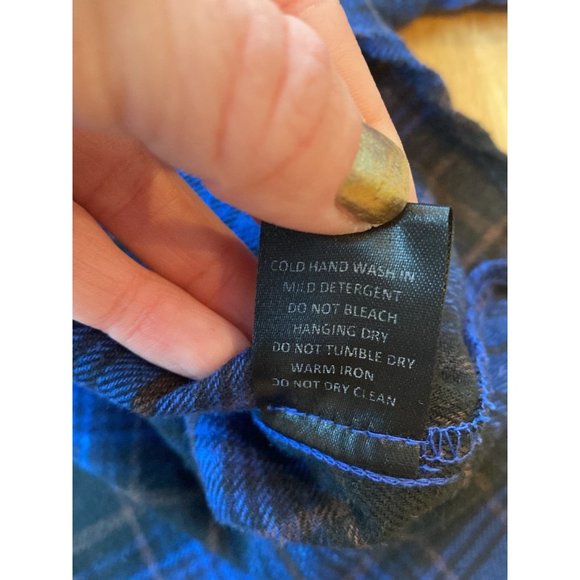 COLD HAND WASH IN
MILD DETERGENT
DO NOT BLEACH
HANGING DRY
DO NOT TUMBLE DRY
WARM IRON
DO NOT DRY CLEAN